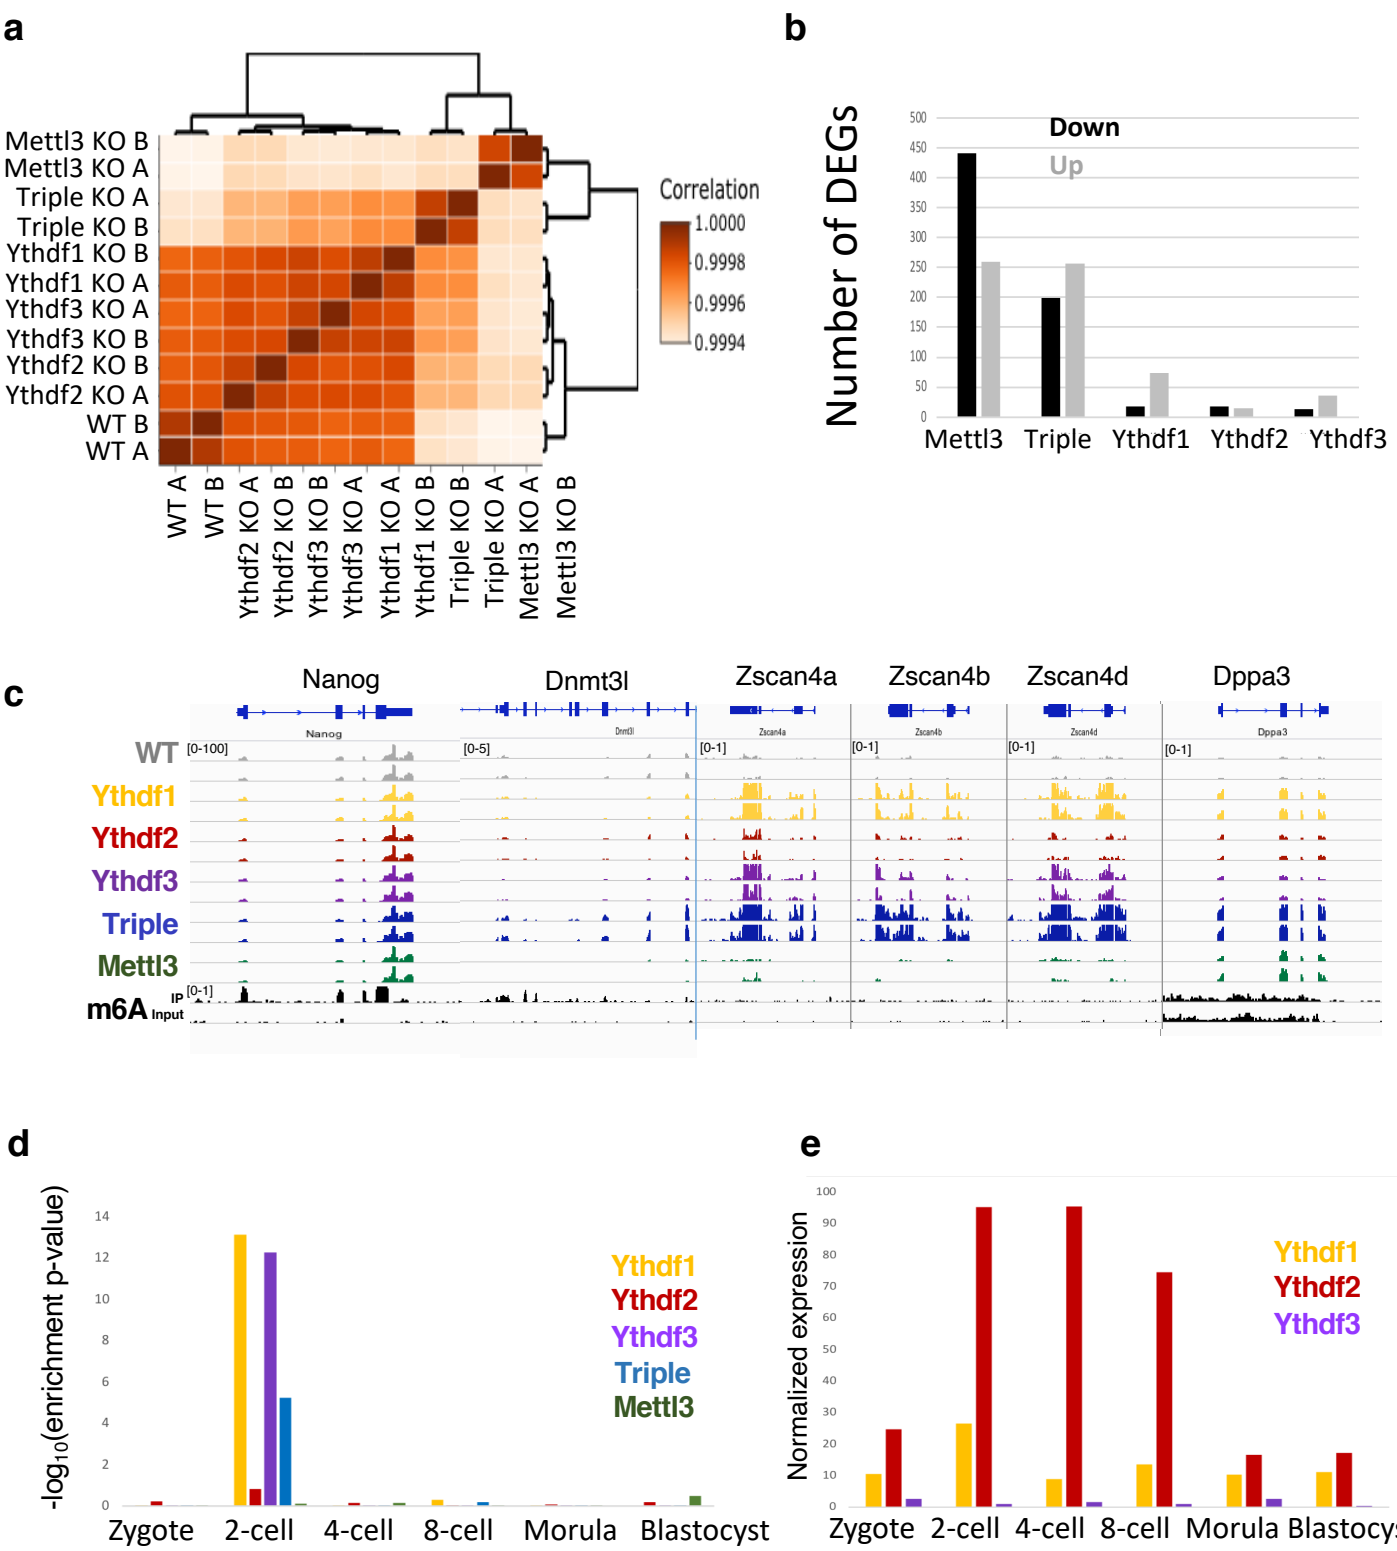 a
Mettl3 KO B
Mettl3 KO A
Triple KO A
Triple KO B
Ythdf1 KO B
Ythdf1 KO A
Ythdf3 KO A
Ythdf3 KO B
Ythdf2 KO B
Ythdf2 KO A
WT B
WT A
WT A
WT B
Ythdf2 KO A
Ythdf2 KO B
Ythdf3 KO B
Ythdf3 KO A
Ythdf1 KO A
Ythdf1 KO B
Triple KO B
Triple KO A
Mettl3 KO A
Mettl3 KO B
Correlation
1.0000
0.9998
0.9996
0.9994
b
Number of DEGs
500
450
400
350
300
250
200
150
100
50
0
Down
Up
Mettl3 Triple Ythdf1 Ythdf2 Ythdf3
c
Nanog Dnmt3l Zscan4a Zscan4b Zscan4d Dppa3
Nanog Dnmt3l Zscan4a Zscan4b Zscan4d Dppa3
WT [0-100] [0-5] [0-1] [0-1] [0-1] [0-1]
Ythdf1
Ythdf2
Ythdf3
Triple
Mettl3
m6A IP [0-1]
Input
d
-log10(enrichment p-value)
14
12
10
8
6
4
2
0
Ythdf1
Ythdf2
Ythdf3
Triple
Mettl3
Zygote 2-cell 4-cell 8-cell Morula Blastocyst
e
Normalized expression
100
90
80
70
60
50
40
30
20
10
0
Ythdf1
Ythdf2
Ythdf3
Zygote 2-cell 4-cell 8-cell Morula Blastocys